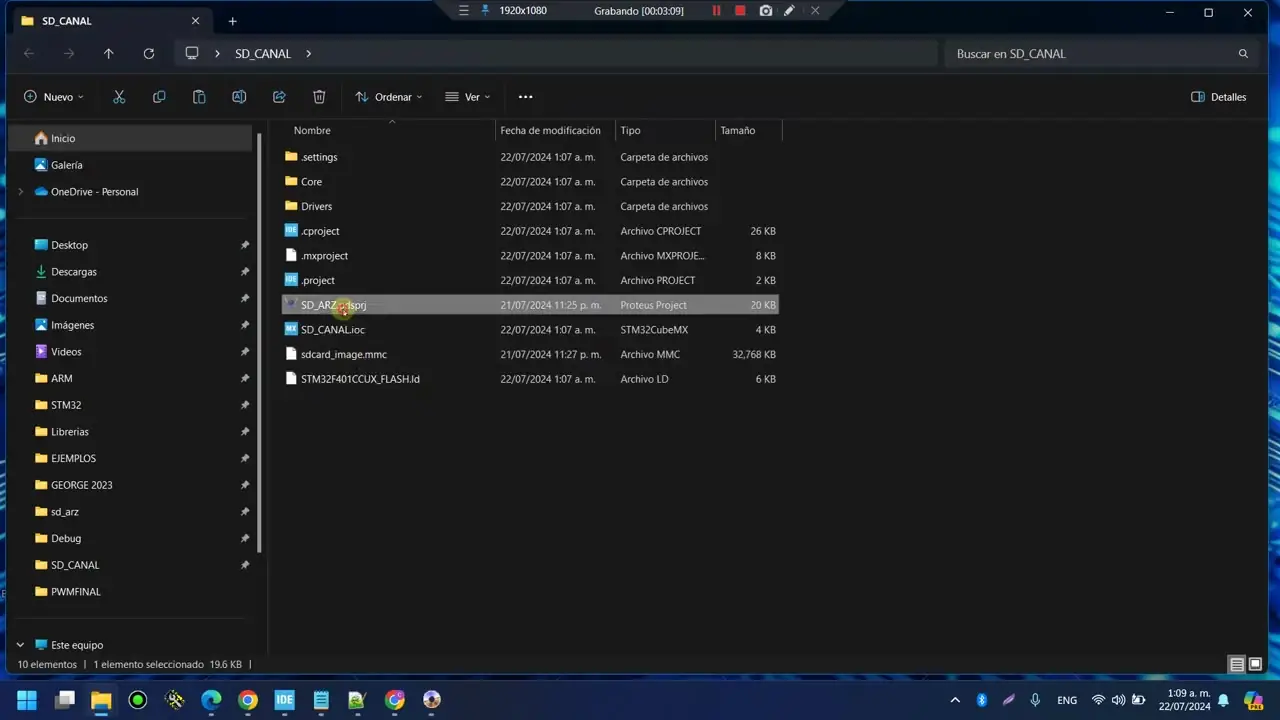 SD_CANAL
1920x1080
Grabando [00:03:09]
SD_CANAL
Buscar en SD_CANAL
Nuevo
Ordenar
Ver
Detalles
Nombre
Fecha de modificación
Tipo
Tamaño
.settings 22/07/2024 1:07 a. m. Carpeta de archivos
Core 22/07/2024 1:07 a. m. Carpeta de archivos
Drivers 22/07/2024 1:07 a. m. Carpeta de archivos
.cproject 22/07/2024 1:07 a. m. Archivo CPROJECT 26 KB
.mxproject 22/07/2024 1:07 a. m. Archivo MXPROJE... 8 KB
.project 22/07/2024 1:07 a. m. Archivo PROJECT 2 KB
SD_ARZ.pdsprj 21/07/2024 11:25 p. m. Proteus Project 20 KB
SD_CANAL.ioc 22/07/2024 1:07 a. m. STM32CubeMX 4 KB
sdcard_image.mmc 21/07/2024 11:27 p. m. Archivo MMC 32,768 KB
STM32F401CCUX_FLASH.ld 22/07/2024 1:07 a. m. Archivo LD 6 KB
Inicio
Galería
OneDrive - Personal
Desktop
Descargas
Documentos
Imágenes
Videos
ARM
STM32
Librerias
EJEMPLOS
GEORGE 2023
sd_arz
Debug
SD_CANAL
PWMFINAL
Este equipo
10 elementos
1 elemento seleccionado 19.6 KB
IDE
ENG
1:09 a. m.
22/07/2024